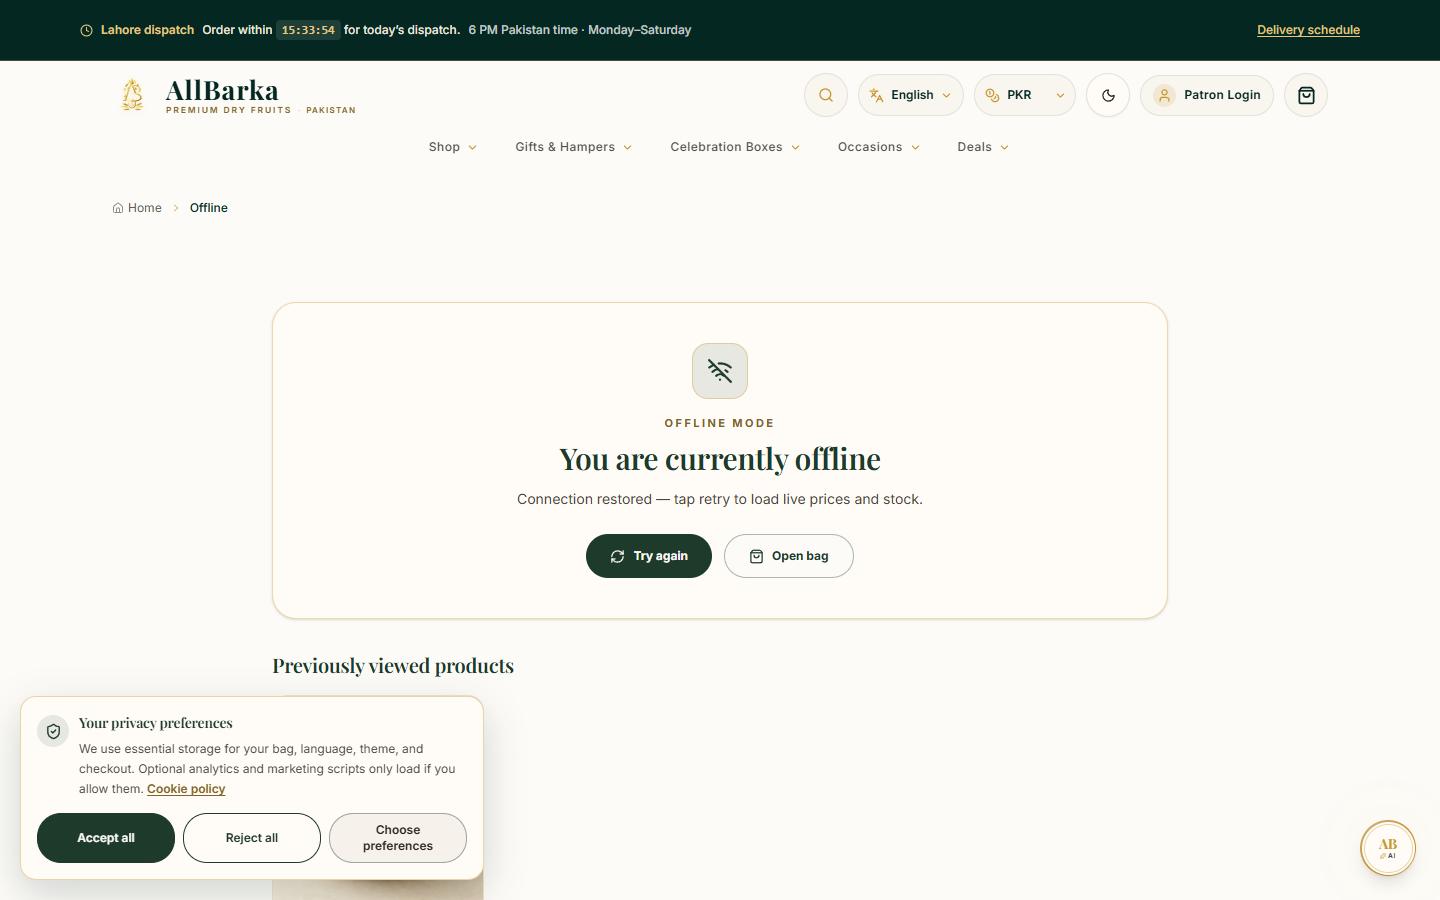 Lahore dispatch Order within 15:33:54 for today’s dispatch. 6 PM Pakistan time · Monday–Saturday Delivery schedule
AllBarka
PREMIUM DRY FRUITS · PAKISTAN
English PKR Patron Login
Shop Gifts & Hampers Celebration Boxes Occasions Deals
Home Offline
OFFLINE MODE
You are currently offline
Connection restored — tap retry to load live prices and stock.
Try again Open bag
Previously viewed products
Your privacy preferences
We use essential storage for your bag, language, theme, and
checkout. Optional analytics and marketing scripts only load if you
allow them. Cookie policy
Accept all Reject all Choose preferences
AB
AI